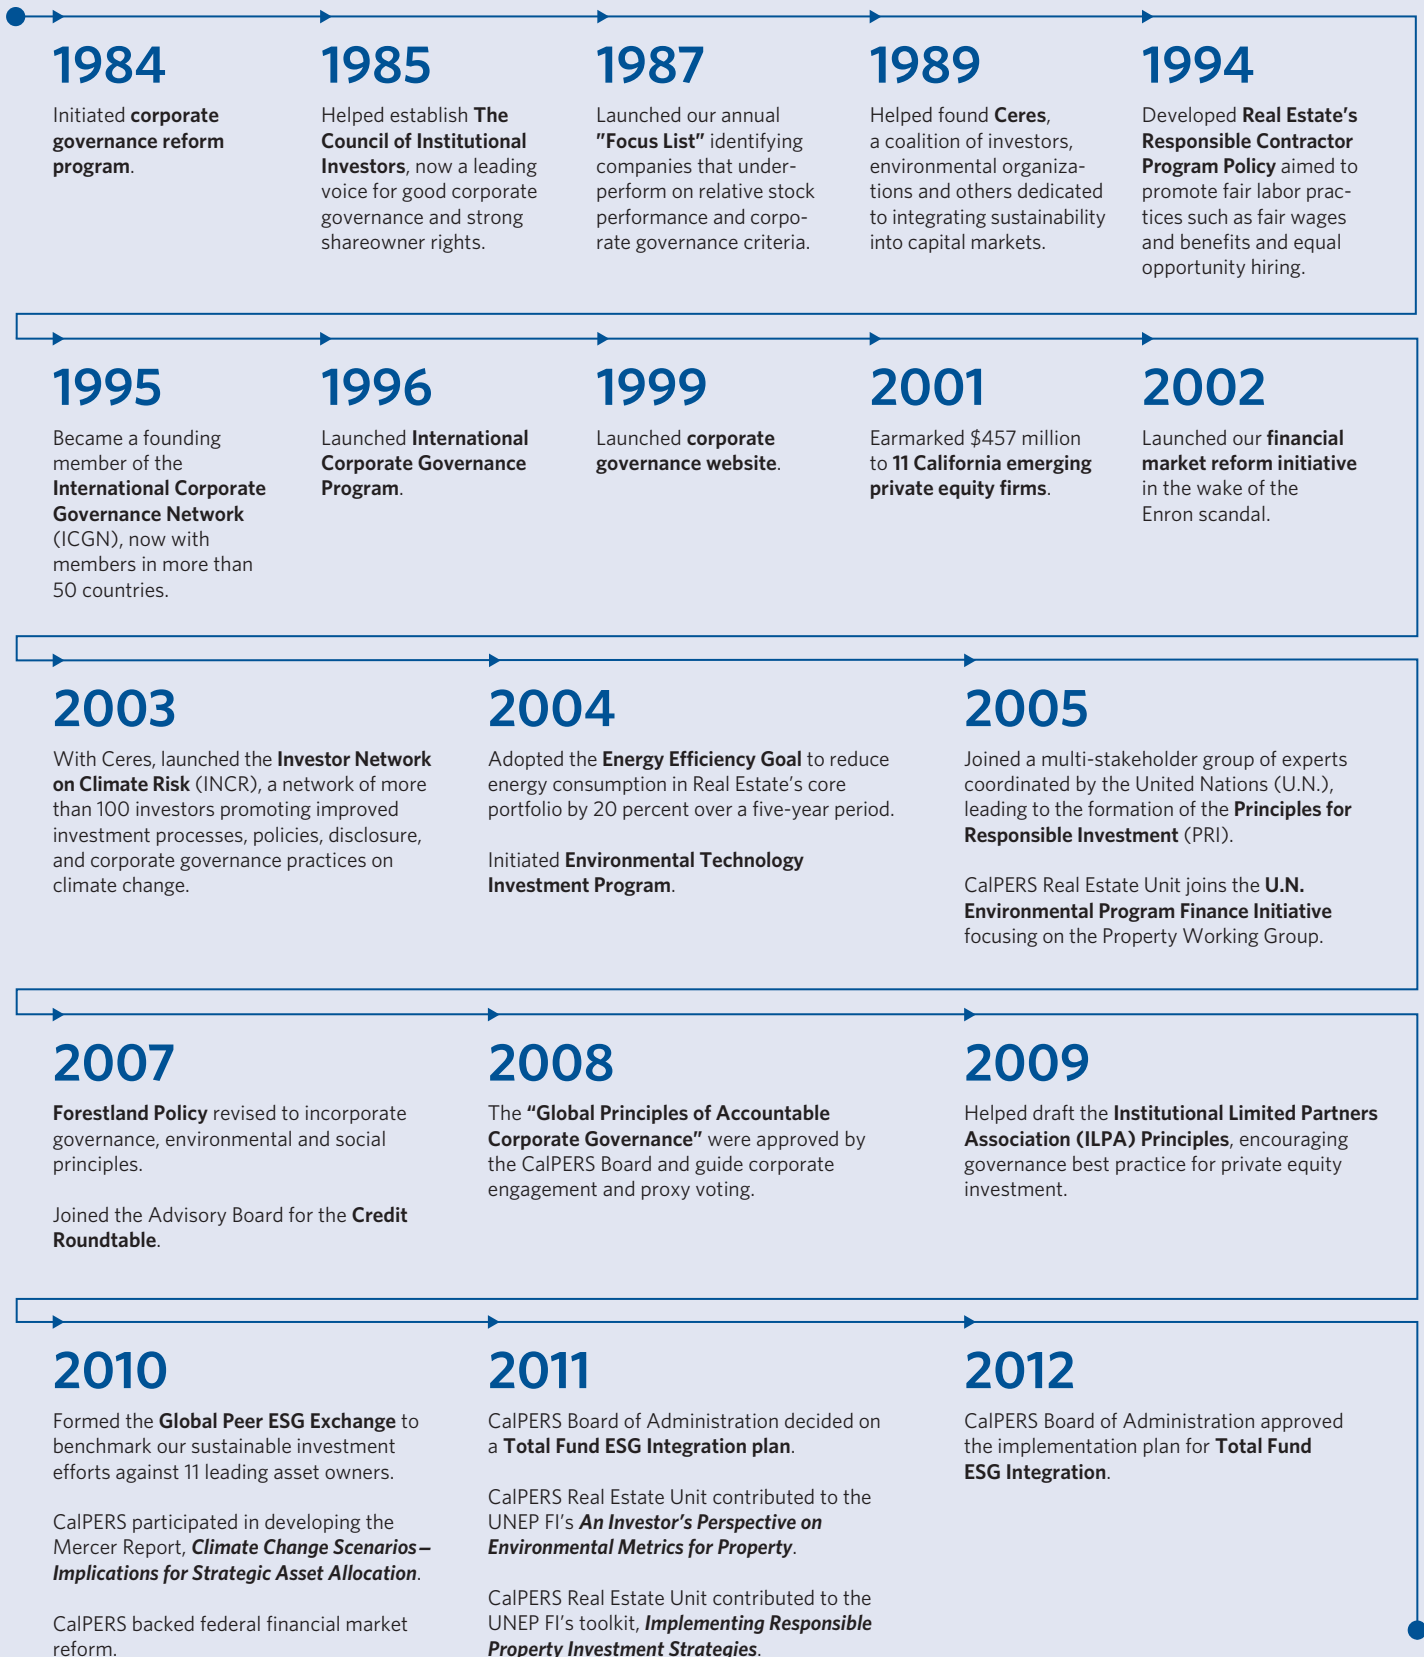 1984
Initiated corporate
governance reform
program.
1985
Helped establish The
Council of Institutional
Investors, now a leading
voice for good corporate
governance and strong
shareowner rights.
1987
Launched our annual
”Focus List” identifying
companies that under-
perform on relative stock
performance and corpo-
rate governance criteria.
1989
Helped found Ceres,
a coalition of investors,
environmental organiza-
tions and others dedicated
to integrating sustainability
into capital markets.
1994
Developed Real Estate’s
Responsible Contractor
Program Policy aimed to
promote fair labor prac-
tices such as fair wages
and benefits and equal
opportunity hiring.
1995
Became a founding
member of the
International Corporate
Governance Network
(ICGN), now with
members in more than
50 countries.
1996
Launched International
Corporate Governance
Program.
1999
Launched corporate
governance website.
2001
Earmarked $457 million
to 11 California emerging
private equity firms.
2002
Launched our financial
market reform initiative
in the wake of the
Enron scandal.
2003
With Ceres, launched the Investor Network
on Climate Risk (INCR), a network of more
than 100 investors promoting improved
investment processes, policies, disclosure,
and corporate governance practices on
climate change.
2004
Adopted the Energy Efficiency Goal to reduce
energy consumption in Real Estate’s core
portfolio by 20 percent over a five-year period.
Initiated Environmental Technology
Investment Program.
2005
Joined a multi-stakeholder group of experts
coordinated by the United Nations (U.N.),
leading to the formation of the Principles for
Responsible Investment (PRI).
CalPERS Real Estate Unit joins the U.N.
Environmental Program Finance Initiative
focusing on the Property Working Group.
2007
Forestland Policy revised to incorporate
governance, environmental and social
principles.
Joined the Advisory Board for the Credit
Roundtable.
2008
The “Global Principles of Accountable
Corporate Governance” were approved by
the CalPERS Board and guide corporate
engagement and proxy voting.
2009
Helped draft the Institutional Limited Partners
Association (ILPA) Principles, encouraging
governance best practice for private equity
investment.
2010
Formed the Global Peer ESG Exchange to
benchmark our sustainable investment
efforts against 11 leading asset owners.
CalPERS participated in developing the
Mercer Report, Climate Change Scenarios–
Implications for Strategic Asset Allocation.
CalPERS backed federal financial market
reform.
2011
CalPERS Board of Administration decided on
a Total Fund ESG Integration plan.
CalPERS Real Estate Unit contributed to the
UNEP FI’s An Investor’s Perspective on
Environmental Metrics for Property.
CalPERS Real Estate Unit contributed to the
UNEP FI’s toolkit, Implementing Responsible
Property Investment Strategies.
2012
CalPERS Board of Administration approved
the implementation plan for Total Fund
ESG Integration.